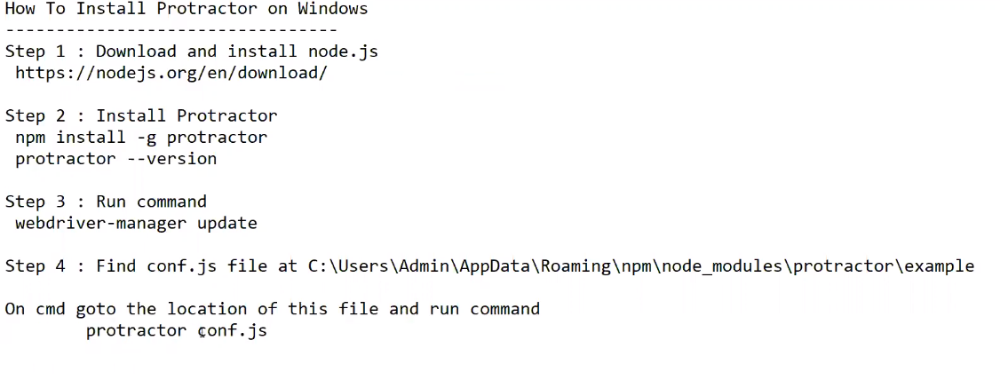 How To Install Protractor on Windows
---------------------------------
Step 1 : Download and install node.js
https://nodejs.org/en/download/
Step 2 : Install Protractor
npm install -g protractor
protractor --version
Step 3 : Run command
webdriver-manager update
Step 4 : Find conf.js file at C:\Users\Admin\AppData\Roaming\npm\node_modules\protractor\example
On cmd goto the location of this file and run command
protractor conf.js